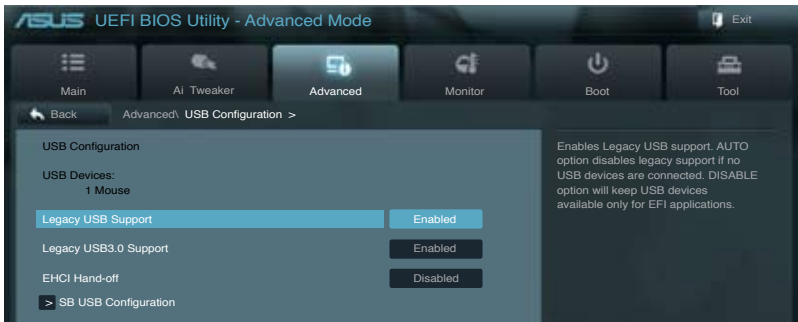 ASUS UEFI BIOS Utility - Advanced Mode
Exit
Main
Ai Tweaker
Advanced
Monitor
Boot
Tool
Back
Advanced\ USB Configuration >
USB Configuration
USB Devices:
1 Mouse
Legacy USB Support Enabled
Legacy USB3.0 Support Enabled
EHCI Hand-off Disabled
> SB USB Configuration
Enables Legacy USB support. AUTO
option disables legacy support if no
USB devices are connected. DISABLE
option will keep USB devices
available only for EFI applications.